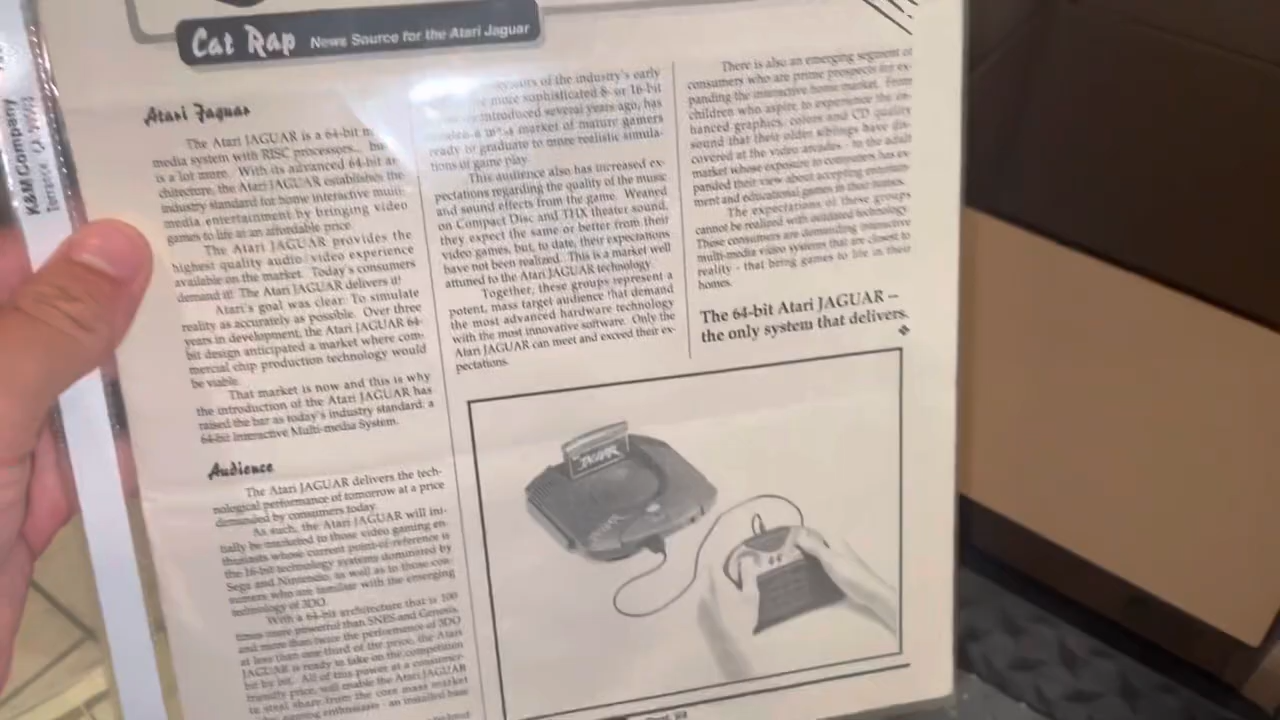 Cat Rap News Source for the Atari Jaguar
K&M Company
Torrance, CA
Atari Jaguar
The Atari JAGUAR is a 64-bit
media system with RISC processors...
is a lot more. With its advanced 64-bit ar-
chitecture, the Atari JAGUAR establishes the
industry standard for home interactive multi-
media entertainment by bringing video
games to life at an affordable price.
The Atari JAGUAR provides the
highest quality audio/video experience
available on the market. Today's consumers
demand it! The Atari JAGUAR delivers it!
Atari's goal was clear: To simulate
reality as accurately as possible. Over three
years in development, the Atari JAGUAR 64-
bit design anticipated a market where com-
mercial chip production technology would
be viable.
That market is now and this is why
the introduction of the Atari JAGUAR has
raised the bar as today's industry standard: a
64-bit Interactive Multi-media System.
Audience
The Atari JAGUAR delivers the tech-
nological performance of tomorrow at a price
demanded by consumers today.
As such, the Atari JAGUAR will ini-
tially be marketed to those video gaming en-
thusiasts whose current point-of-reference is
the 16-bit technology systems dominated by
Sega and Nintendo, as well as in those con-
sumers who are familiar with the emerging
technology of 3DO.
With a 64-bit architecture that is 100
times more powerful than SNES and Genesis,
and more than twice the performance of 3DO
at less than one third of the price, the Atari
JAGUAR is ready to take on the competition
bit by bit. All of this power at a consumer-
friendly price, will enable the Atari JAGUAR
to steal share from the core mass market
gaming enthusiasts - an installed base
of the industry's early
more sophisticated 8- or 16-bit
introduced several years ago, has
market of mature gamers
ready to graduate to more realistic simula-
tions of game play.
This audience also has increased ex-
pectations regarding the quality of the music
and sound effects from the game. Weaned
on Compact Disc and THX theater sound,
they expect the same or better from their
video games, but, to date, their expectations
have not been realized. This is a market well
attuned to the Atari JAGUAR technology.
Together, these groups represent a
potent, mass target audience that demand
the most advanced hardware technology
with the most innovative software. Only the
Atari JAGUAR can meet and exceed their ex-
pectations.
There is also an emerging segment of
consumers who are prime prospects for ex-
panding the interactive home market. From
children who aspire to experience the en-
hanced graphics, colors and CD quality
sound that their older siblings have dis-
covered at the video arcades - to the adult
market whose exposure to computers has ex-
panded their view about accepting entertain-
ment and educational games in their homes.
The expectations of these groups
cannot be realized with outdated technology.
These consumers are demanding interactive
multi-media video systems that are closest to
reality - that bring games to life in their
homes.
The 64-bit Atari JAGUAR --
the only system that delivers.
JAGUAR